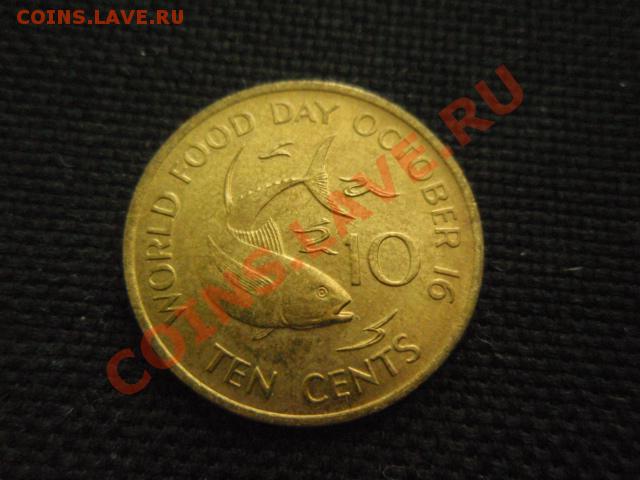 COINS.LAVE.RU
WORLD FOOD DAY OCTOBER 16
10
TEN CENTS
COINS.LAVE.RU